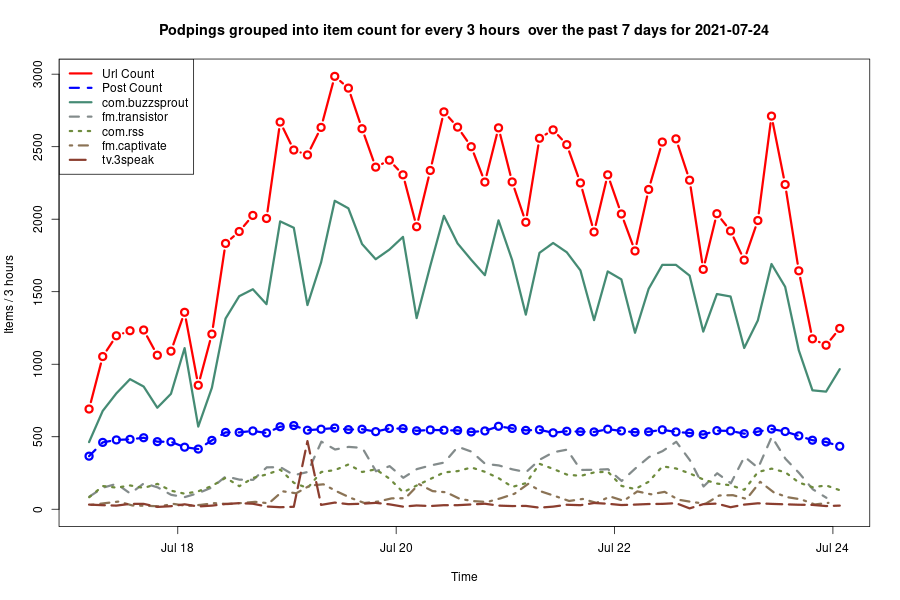 Podpings grouped into item count for every 3 hours  over the past 7 days for 2021-07-24
Url Count
Post Count
com.buzzsprout
fm.transistor
com.rss
fm.captivate
tv.3speak
Items / 3 hours
3000
2500
2000
1500
1000
500
0
Jul 18
Jul 20
Jul 22
Jul 24
Time